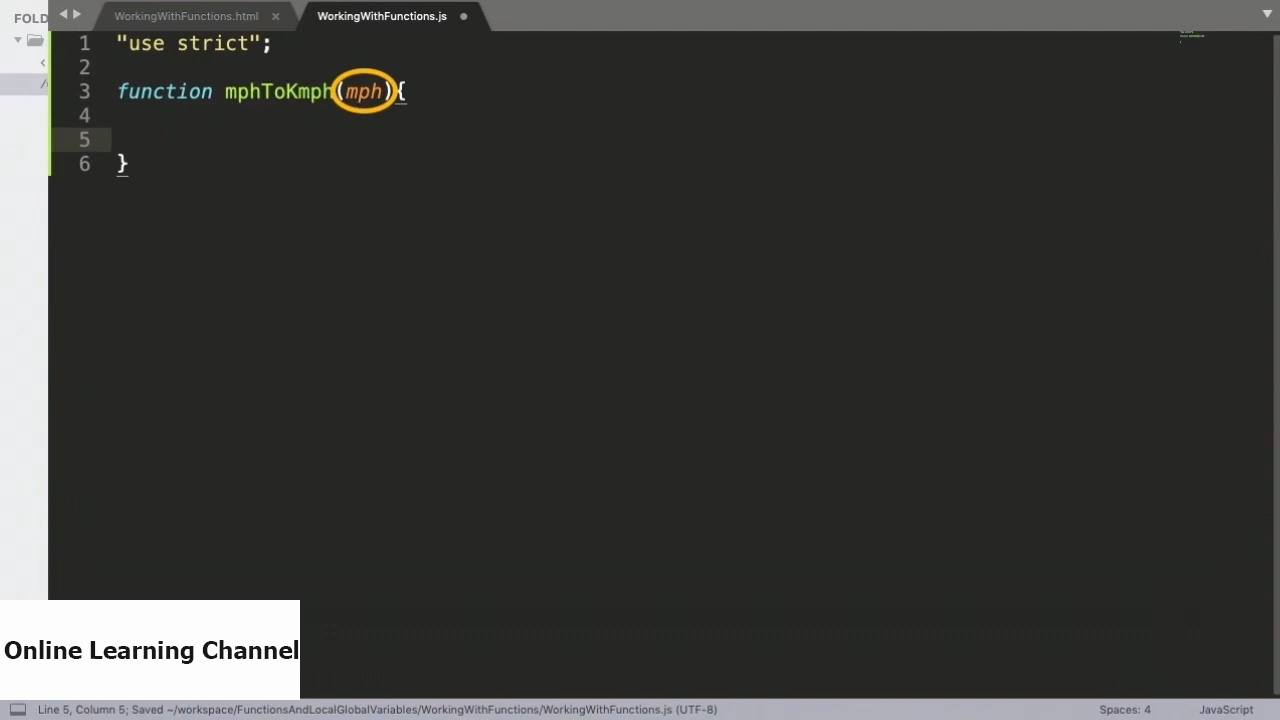 FOLD
WorkingWithFunctions.html
WorkingWithFunctions.js
1 "use strict";
2
3 function mphToKmph(mph){
4
5
6 }
Online Learning Channel
Line 5, Column 5; Saved ~/workspace/FunctionsAndLocalGlobalVariables/WorkingWithFunctions/WorkingWithFunctions.js (UTF-8)
Spaces: 4
JavaScript